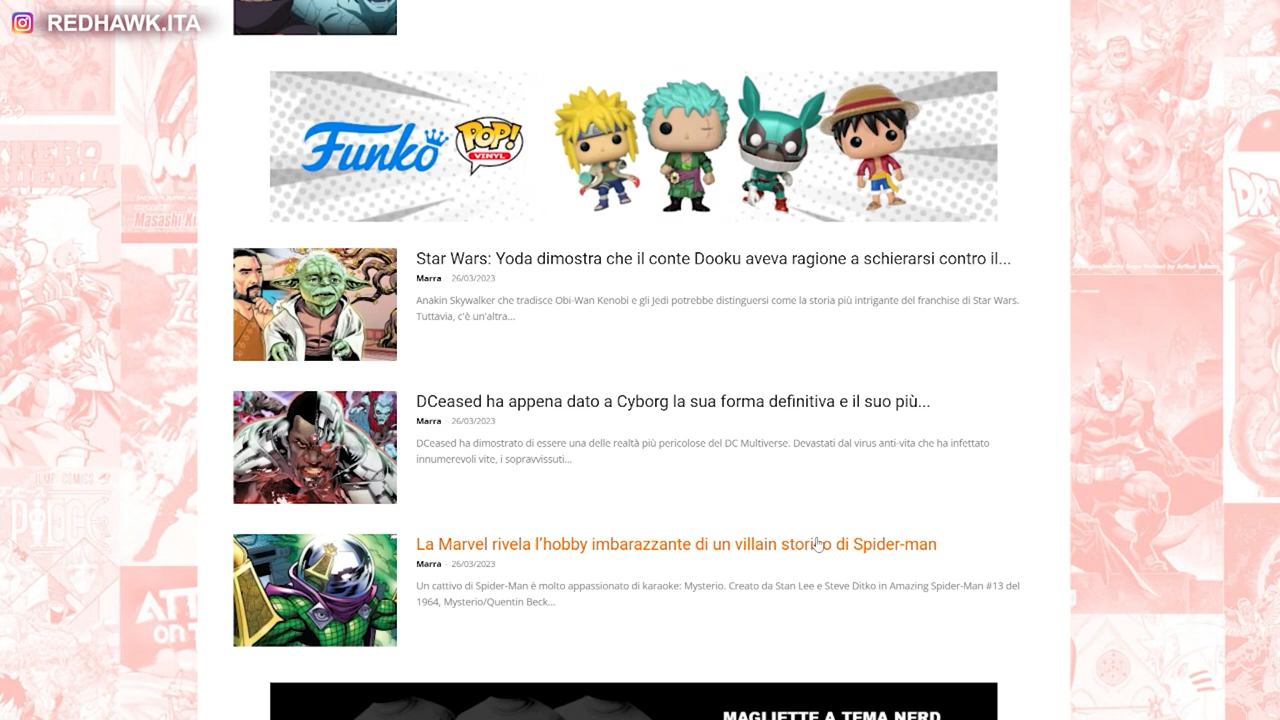 REDHAWK.ITA
Funko POP! VINYL
Star Wars: Yoda dimostra che il conte Dooku aveva ragione a schierarsi contro il...
Marra - 26/03/2023
Anakin Skywalker che tradisce Obi-Wan Kenobi e gli Jedi potrebbe distinguersi come la storia più intrigante del franchise di Star Wars.
Tuttavia, c'è un'altra...
DCeased ha appena dato a Cyborg la sua forma definitiva e il suo più...
Marra - 26/03/2023
DCeased ha dimostrato di essere una delle realtà più pericolose del DC Multiverse. Devastati dal virus anti-vita che ha infettato
innumerevoli vite, i sopravvissuti...
La Marvel rivela l’hobby imbarazzante di un villain storico di Spider-man
Marra - 26/03/2023
Un cattivo di Spider-Man è molto appassionato di karaoke: Mysterio. Creato da Stan Lee e Steve Ditko in Amazing Spider-Man #13 del
1964, Mysterio/Quentin Beck...
MAGLIETTE A TEMA NERD